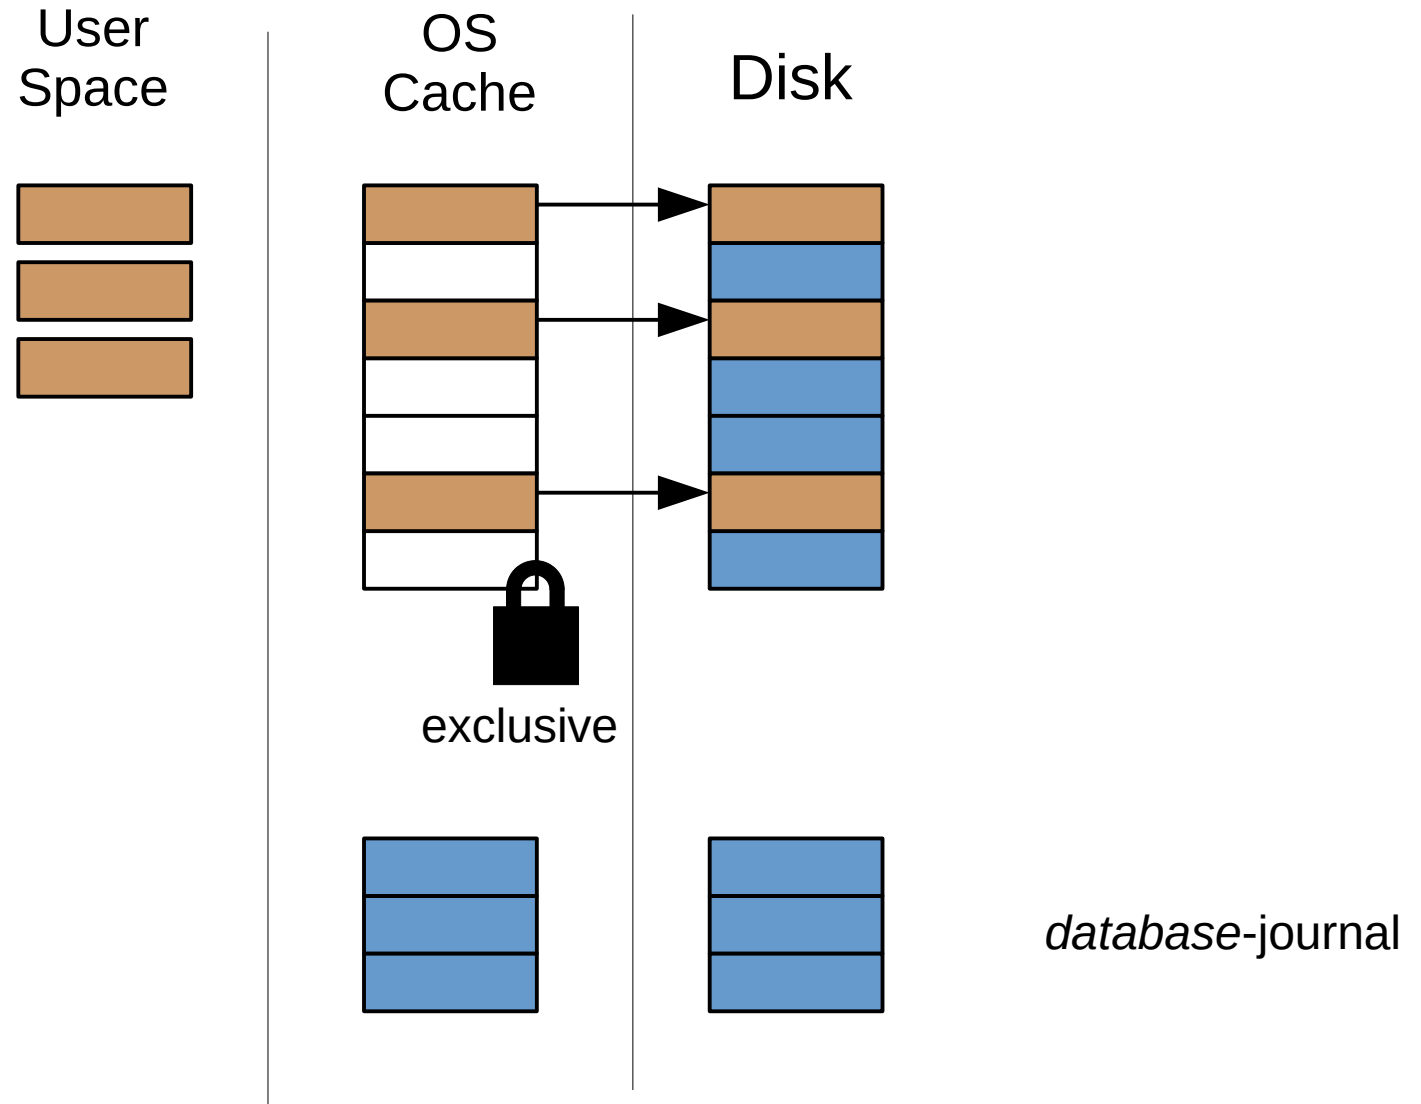 User
Space
OS
Cache
Disk
exclusive
database-journal